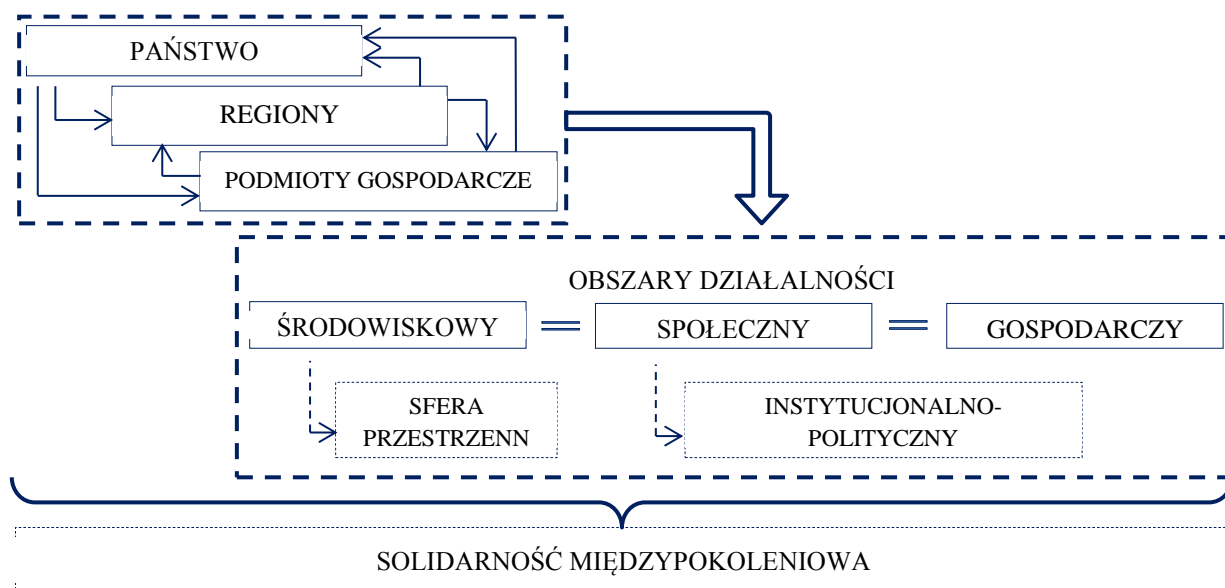 PAŃSTWO
REGIONY
PODMIOTY GOSPODARCZE
OBSZARY DZIAŁALNOŚCI
ŚRODOWISKOWY
SPOŁECZNY
GOSPODARCZY
SFERA
PRZESTRZENN
INSTYTUCJONALNO-
POLITYCZNY
SOLIDARNOŚĆ MIĘDZYPOKOLENIOWA